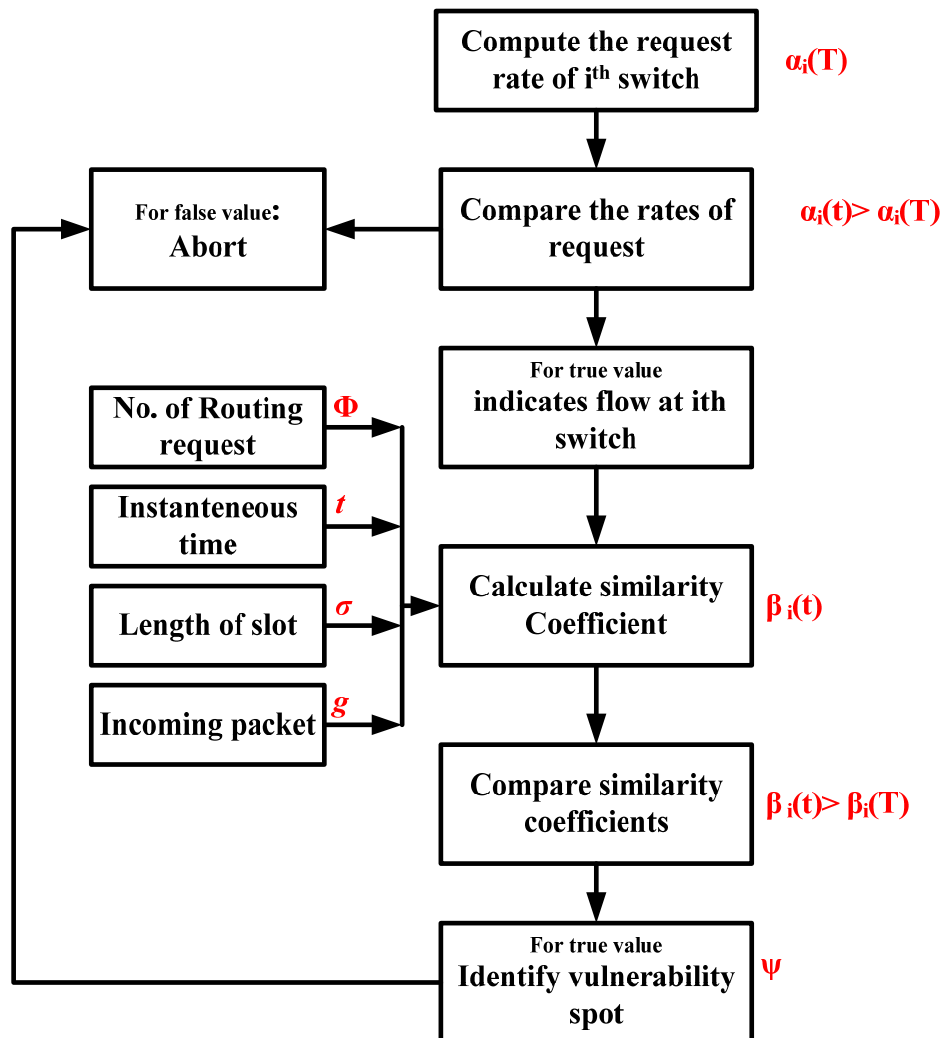 Compute the request
rate of iᵗʰ switch
αᵢ(T)
For false value:
Abort
Compare the rates of
request
αᵢ(t)> αᵢ(T)
For true value
indicates flow at ith
switch
No. of Routing
request
Φ
Instanteneous
time
t
Length of slot
σ
Incoming packet
g
Calculate similarity
Coefficient
β ᵢ(t)
Compare similarity
coefficients
β ᵢ(t)> βᵢ(T)
For true value
Identify vulnerability
spot
ψ